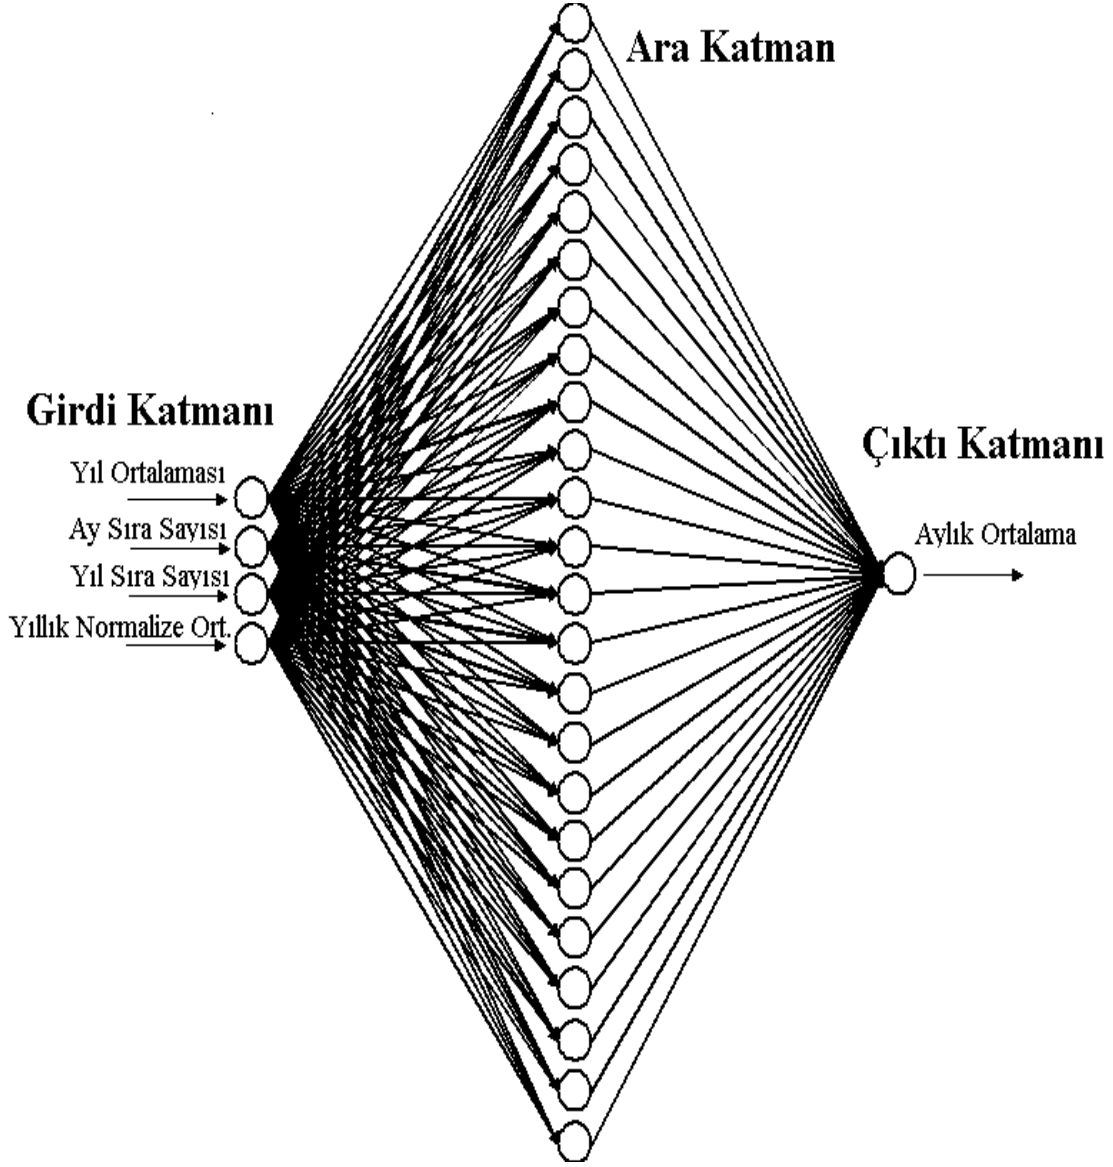 Ara Katman
Girdi Katmanı
Çıktı Katmanı
Yıl Ortalaması
Ay Sıra Sayısı
Yıl Sıra Sayısı
Yıllık Normalize Ort.
Aylık Ortalama